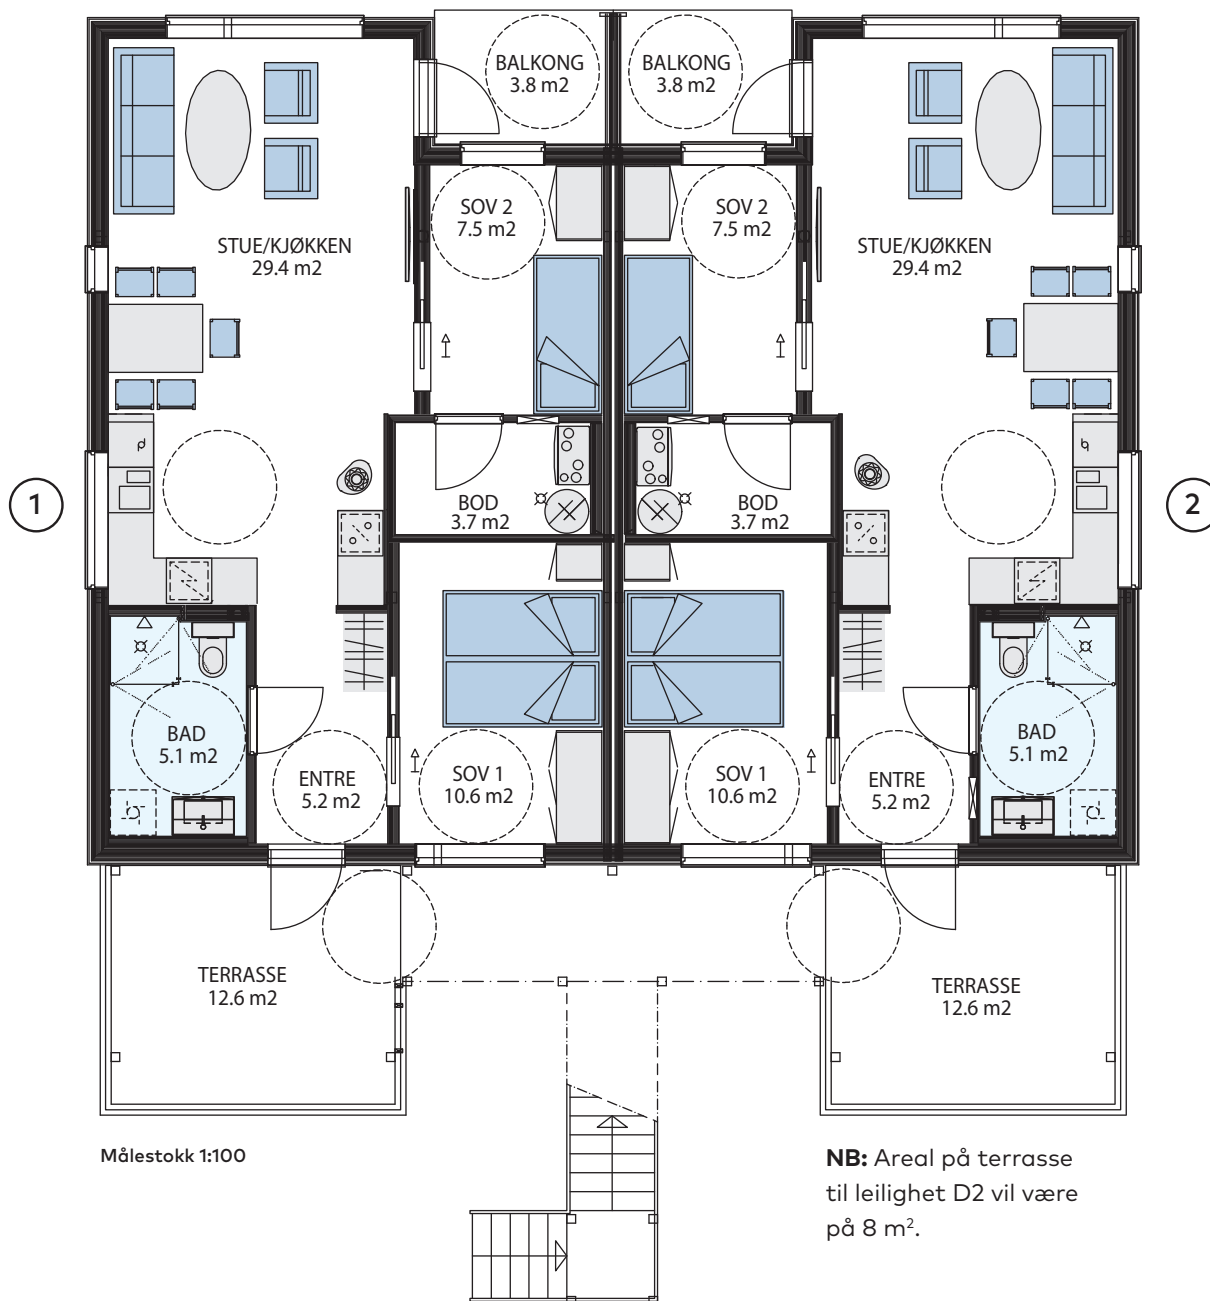 BALKONG
3.8 m2
BALKONG
3.8 m2
SOV 2
7.5 m2
SOV 2
7.5 m2
STUE/KJØKKEN
29.4 m2
STUE/KJØKKEN
29.4 m2
1
BOD
3.7 m2
BOD
3.7 m2
2
BAD
5.1 m2
ENTRE
5.2 m2
SOV 1
10.6 m2
SOV 1
10.6 m2
ENTRE
5.2 m2
BAD
5.1 m2
TERRASSE
12.6 m2
TERRASSE
12.6 m2
Målestokk 1:100
NB: Areal på terrasse
til leilighet D2 vil være
på 8 m².